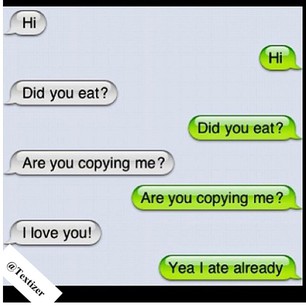 Hi
Hi
Did you eat?
Did you eat?
Are you copying me?
Are you copying me?
I love you!
Yea I ate already
@Textizer